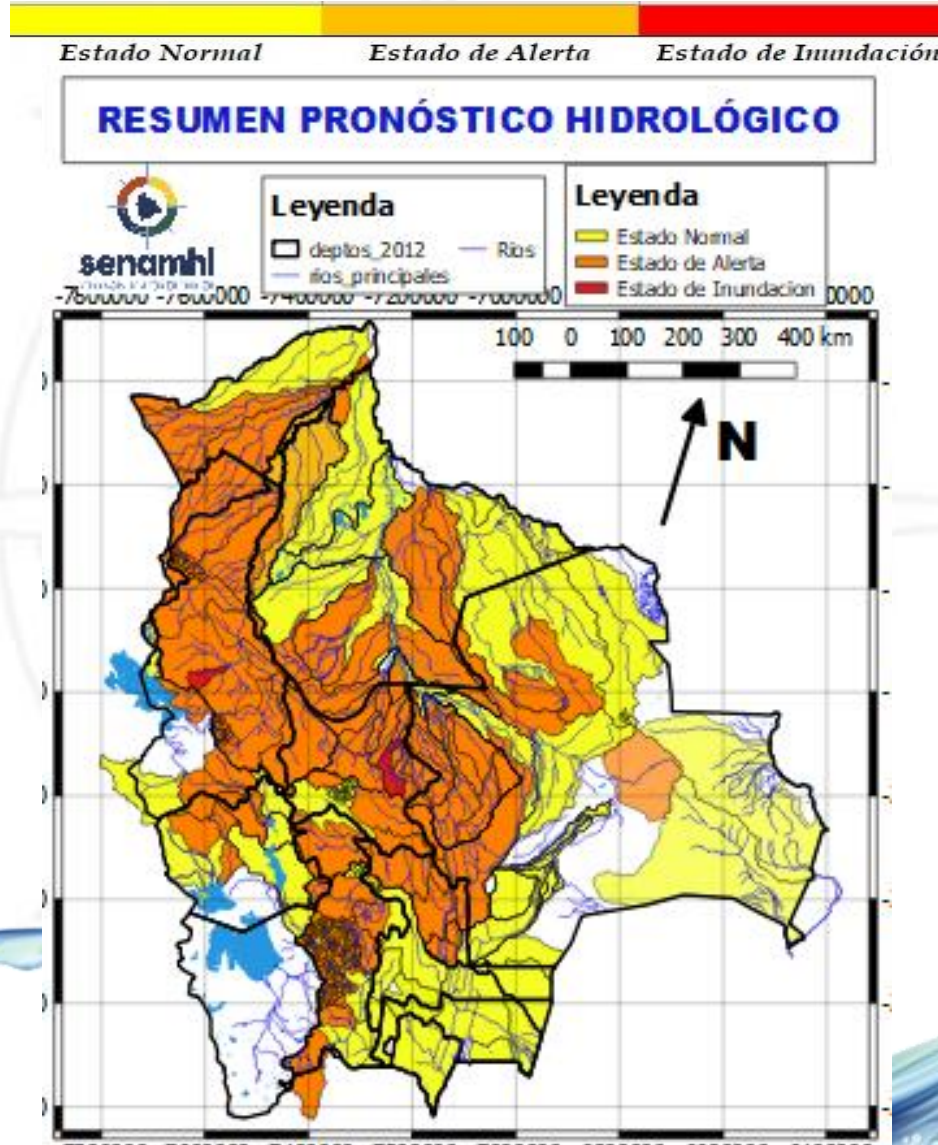 Estado Normal Estado de Alerta Estado de Inundación
RESUMEN PRONÓSTICO HIDROLÓGICO
senamhi
Leyenda
deptos_2012 Rios
rios_principales
Leyenda
Estado Normal
Estado de Alerta
Estado de Inundacion
-7800000 -7600000 -7400000 -7200000 -7000000
100 0 100 200 300 400 km
N